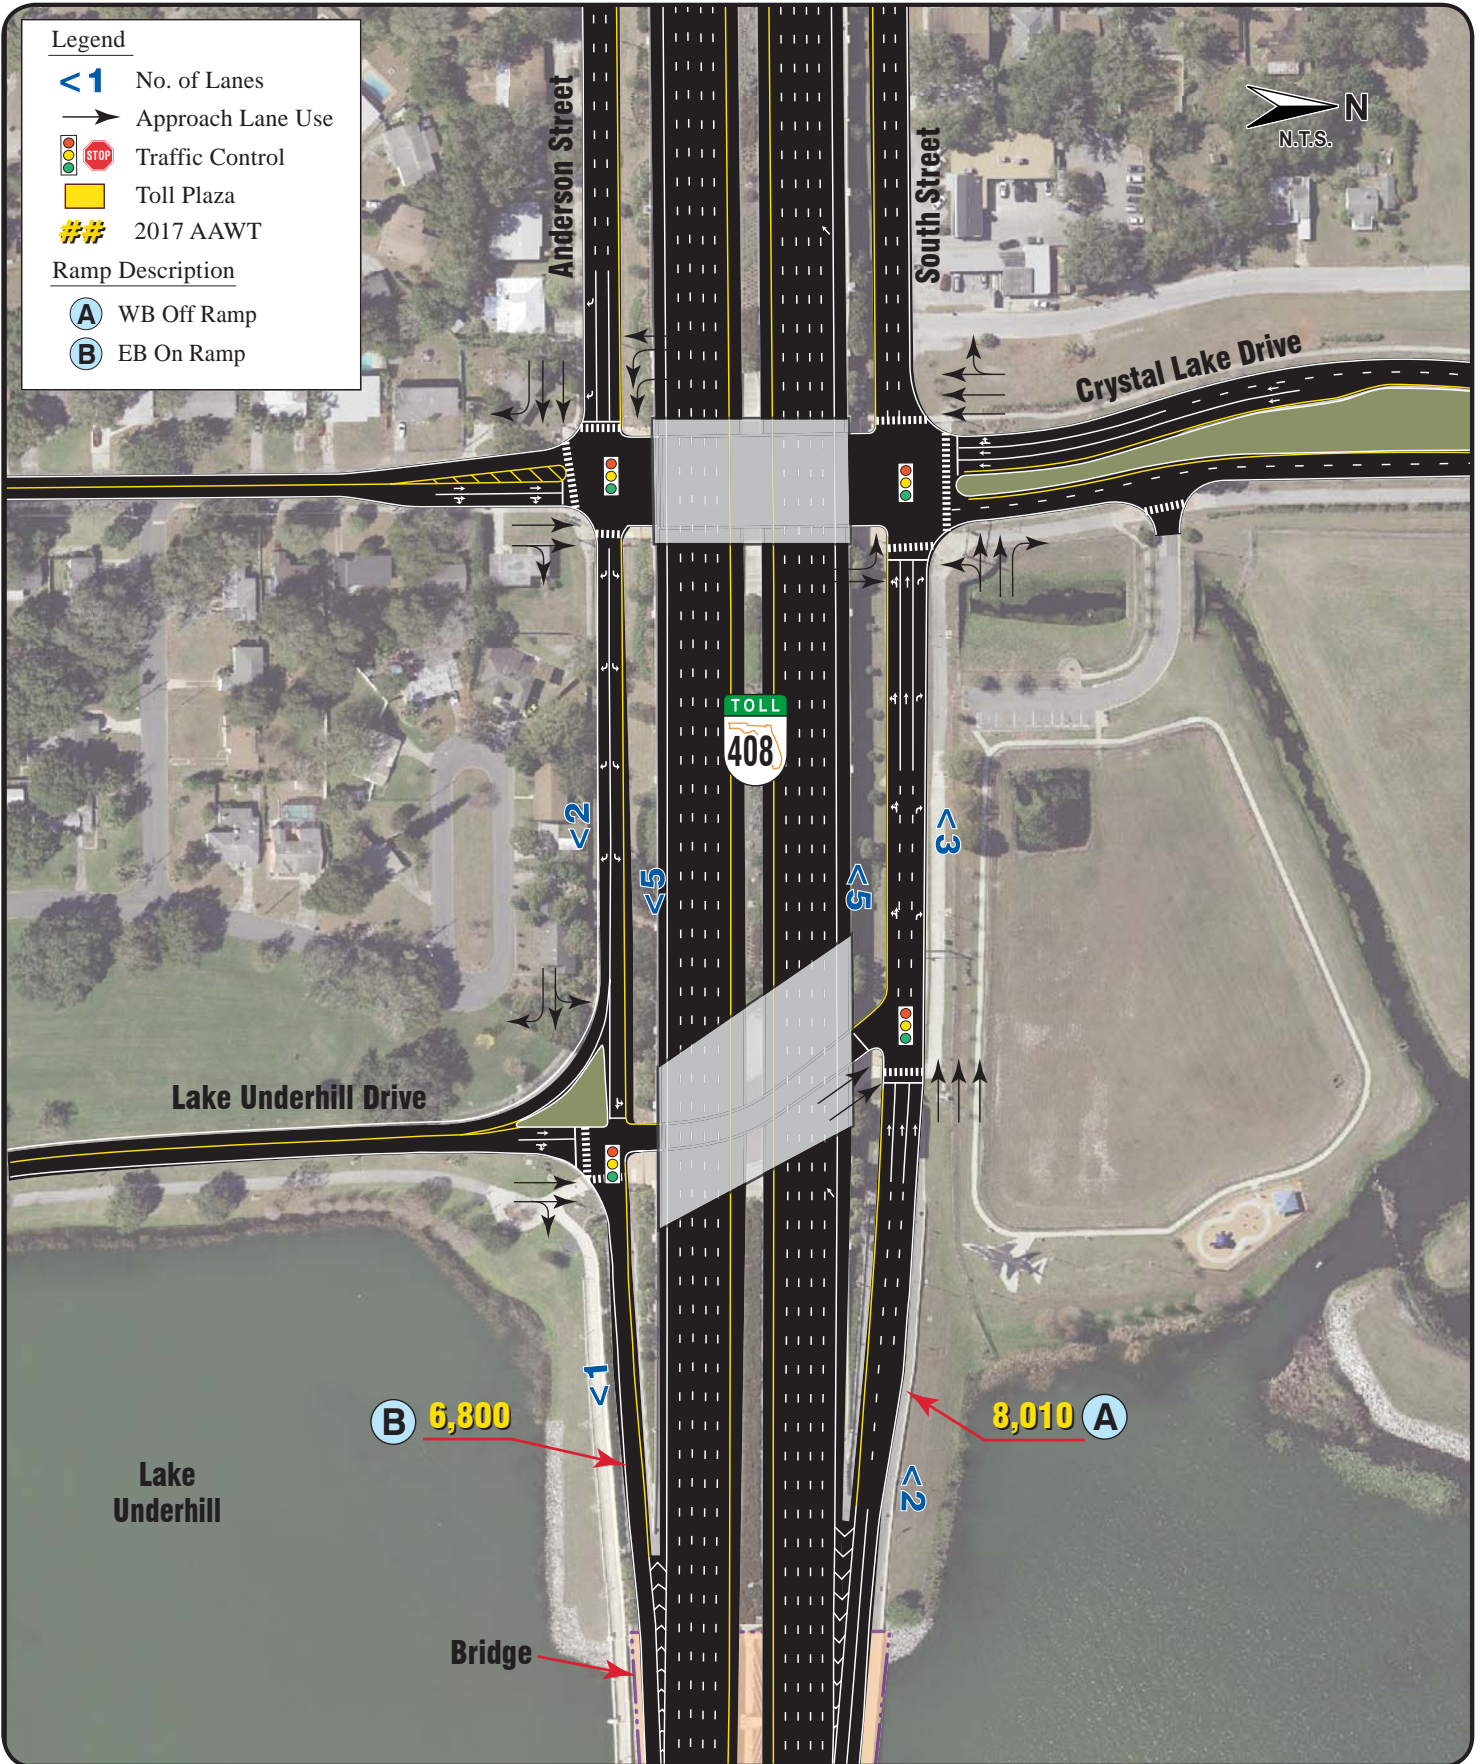 Legend
<1 No. of Lanes
Approach Lane Use
STOP Traffic Control
Toll Plaza
## 2017 AAWT
Ramp Description
A WB Off Ramp
B EB On Ramp
Anderson Street
South Street
N
N.T.S.
Crystal Lake Drive
TOLL
408
<2
<5
<5
<3
Lake Underhill Drive
<1
B 6,800
8,010 A
<2
Lake
Underhill
Bridge